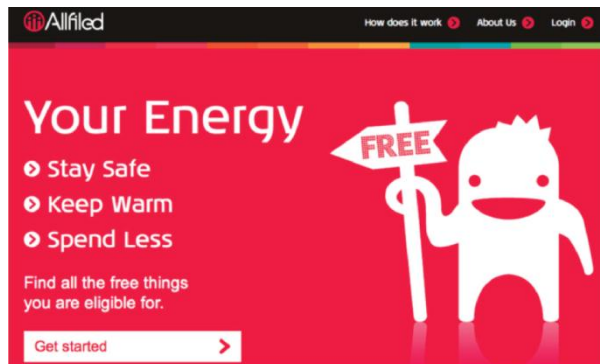 Allfiled
How does it work About Us Login
Your Energy
Stay Safe
Keep Warm
Spend Less
FREE
Find all the free things
you are eligible for.
Get started